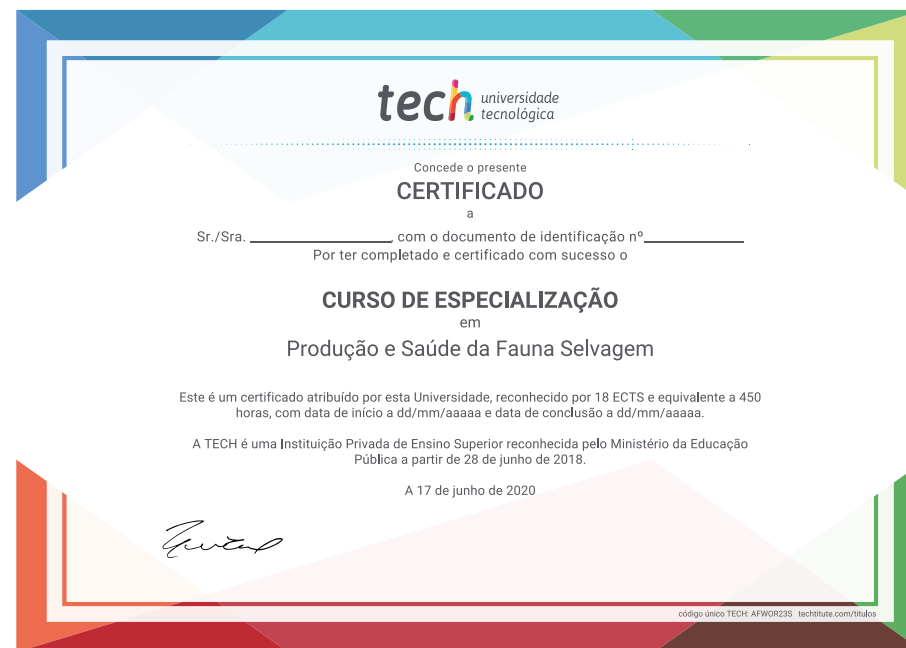 tech universidade
tecnológica
Concede o presente
CERTIFICADO
a
Sr./Sra. ____________________, com o documento de identificação nº______________
Por ter completado e certificado com sucesso o
CURSO DE ESPECIALIZAÇÃO
em
Produção e Saúde da Fauna Selvagem
Este é um certificado atribuído por esta Universidade, reconhecido por 18 ECTS e equivalente a 450
horas, com data de início a dd/mm/aaaaa e data de conclusão a dd/mm/aaaaa.
A TECH é uma Instituição Privada de Ensino Superior reconhecida pelo Ministério da Educação
Pública a partir de 28 de junho de 2018.
A 17 de junho de 2020
código único TECH: AFWOR23S techtitute.com/titulos